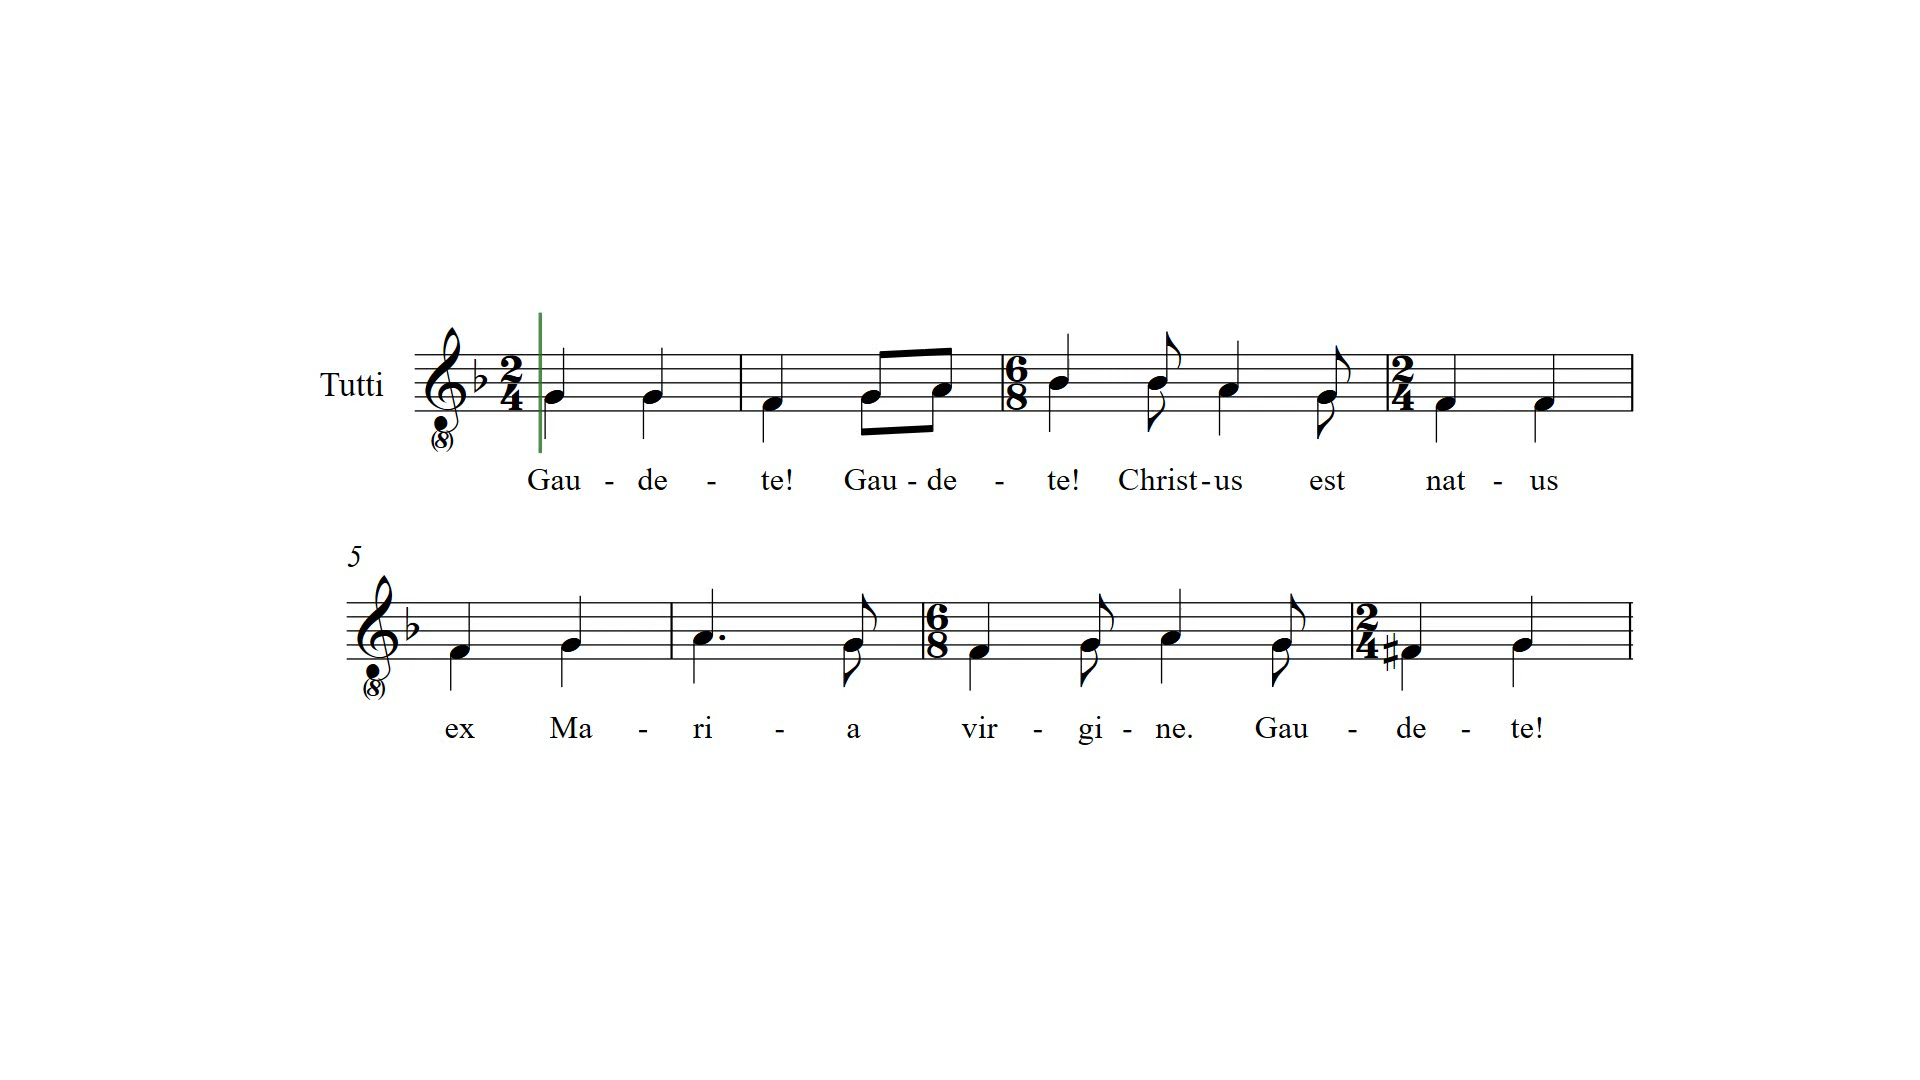 Tutti
Gau - de - te! Gau - de - te! Christ - us est nat - us
5
ex Ma - ri - a vir - gi - ne. Gau - de - te!